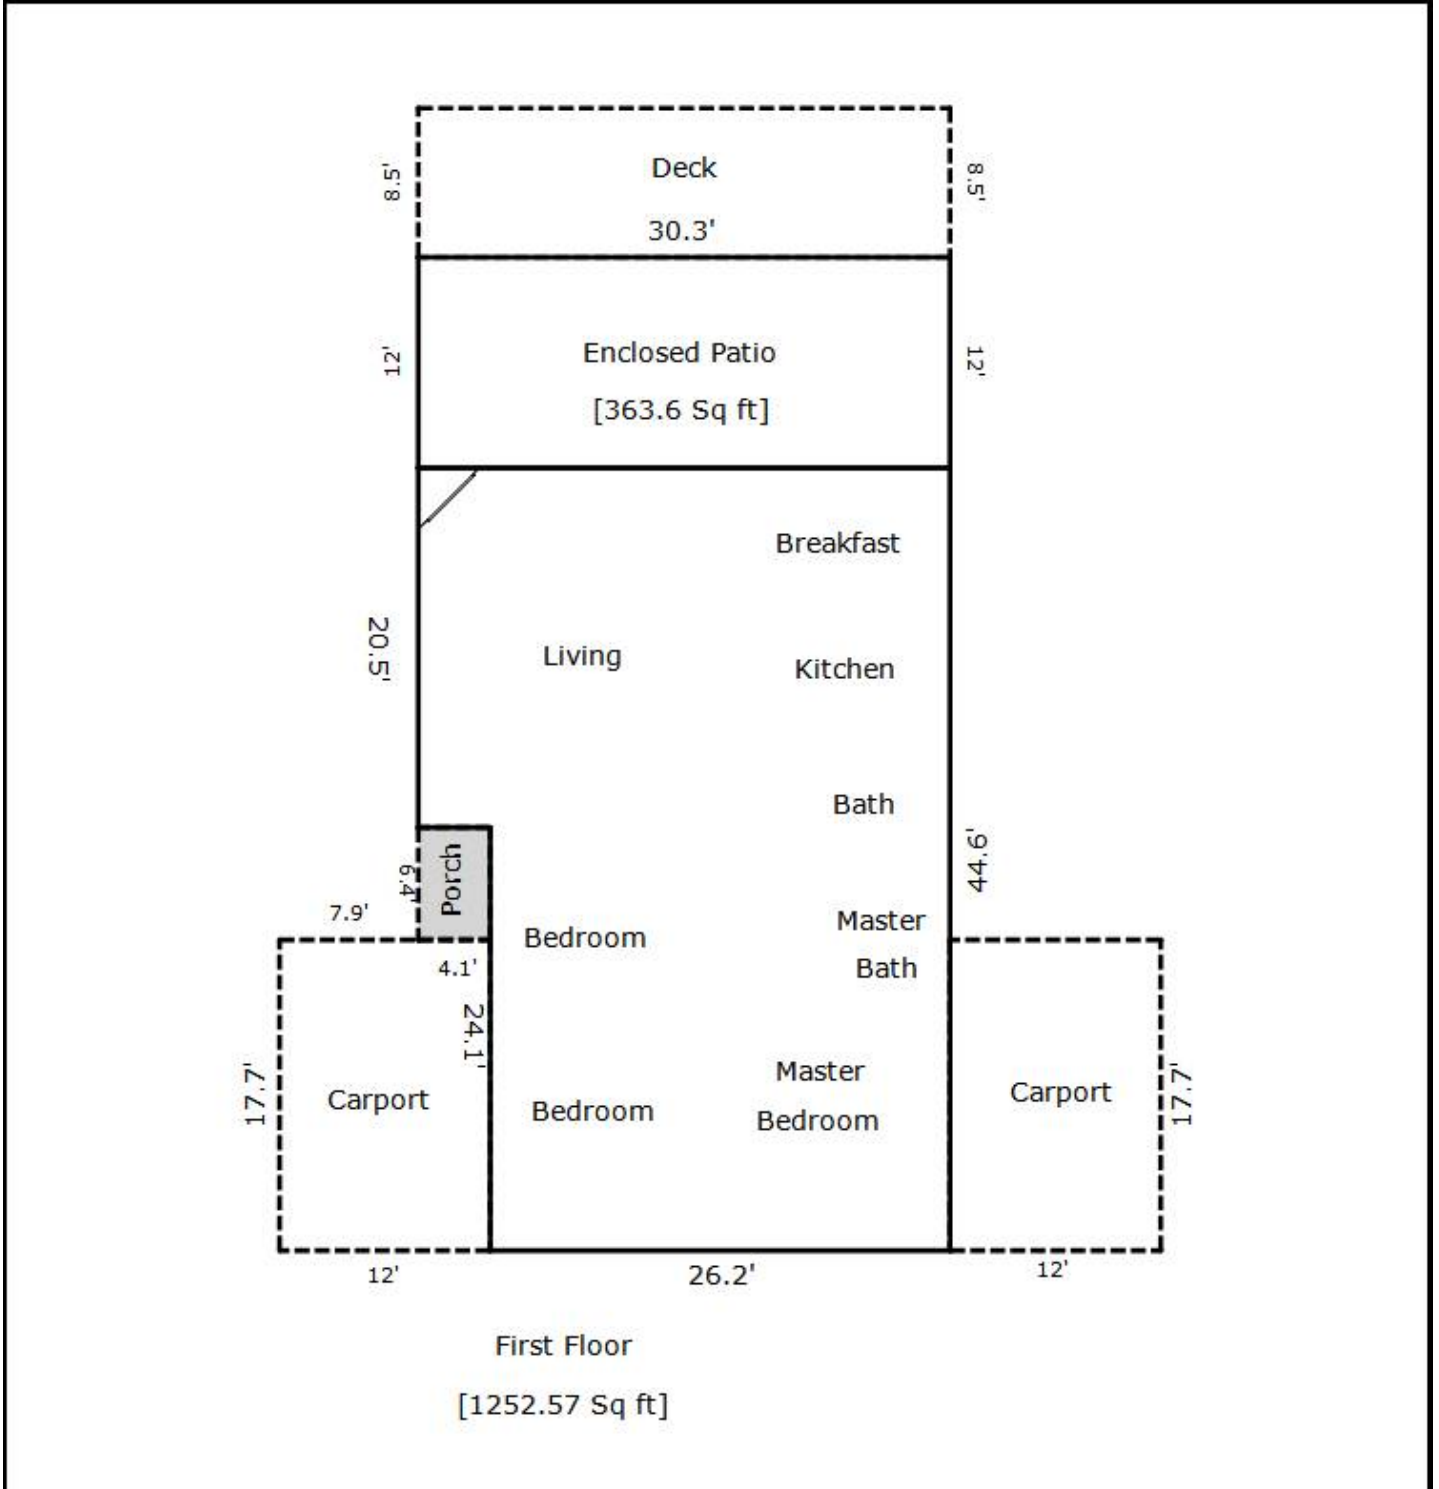 8.5'
Deck
8.5'
30.3'
12'
Enclosed Patio
12'
[363.6 Sq ft]
Breakfast
20.5'
Living
Kitchen
Bath
44.6'
Porch
6.4'
7.9'
Bedroom
Master
Bath
4.1'
24.1'
17.7'
Carport
Bedroom
Master
Bedroom
Carport
17.7'
12'
26.2'
12'
First Floor
[1252.57 Sq ft]